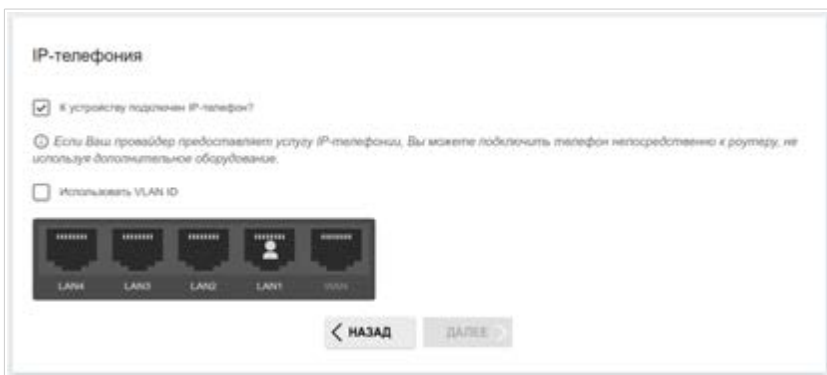 IP-телефония
К устройству подключен IP-телефон?
Если Ваш провайдер предоставляет услугу IP-телефонии, Вы можете подключить телефон непосредственно к роутеру, не
используя дополнительное оборудование.
Использовать VLAN ID
LAN4 LAN3 LAN2 LAN1 WAN
НАЗАД ДАЛЕЕ